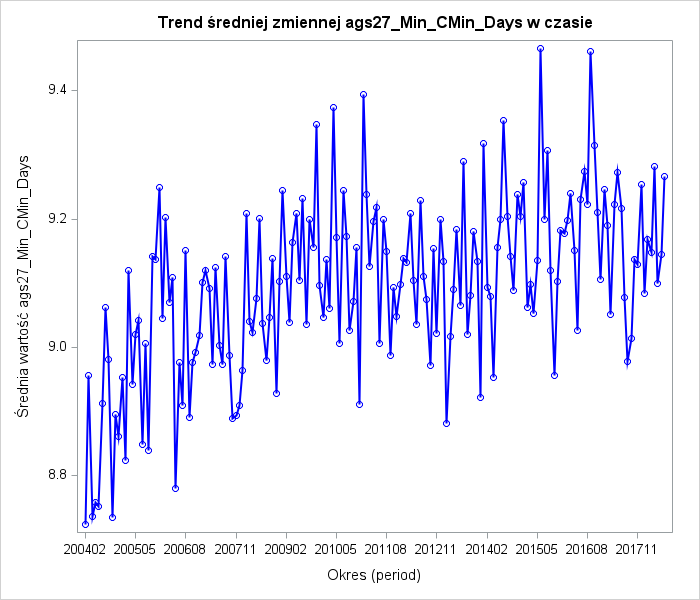 Trend średniej zmiennej ags27_Min_CMin_Days w czasie
Średnia wartość ags27_Min_CMin_Days
9.4
9.2
9.0
8.8
200402 200505 200608 200711 200902 201005 201108 201211 201402 201505 201608 201711
Okres (period)